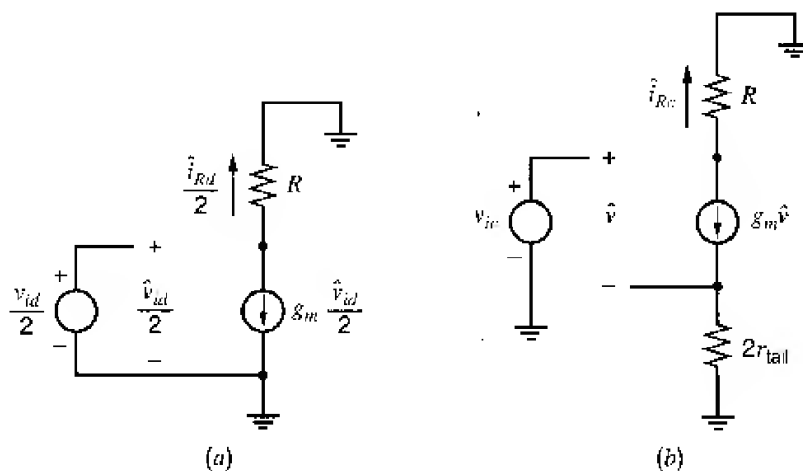 î_Rd / 2
R
v_id / 2
+
−
+
v̂_id / 2
−
g_m v̂_id / 2
(a)
î_Rc
R
v_ic
+
−
+
v̂
−
g_m v̂
2r_tail
(b)